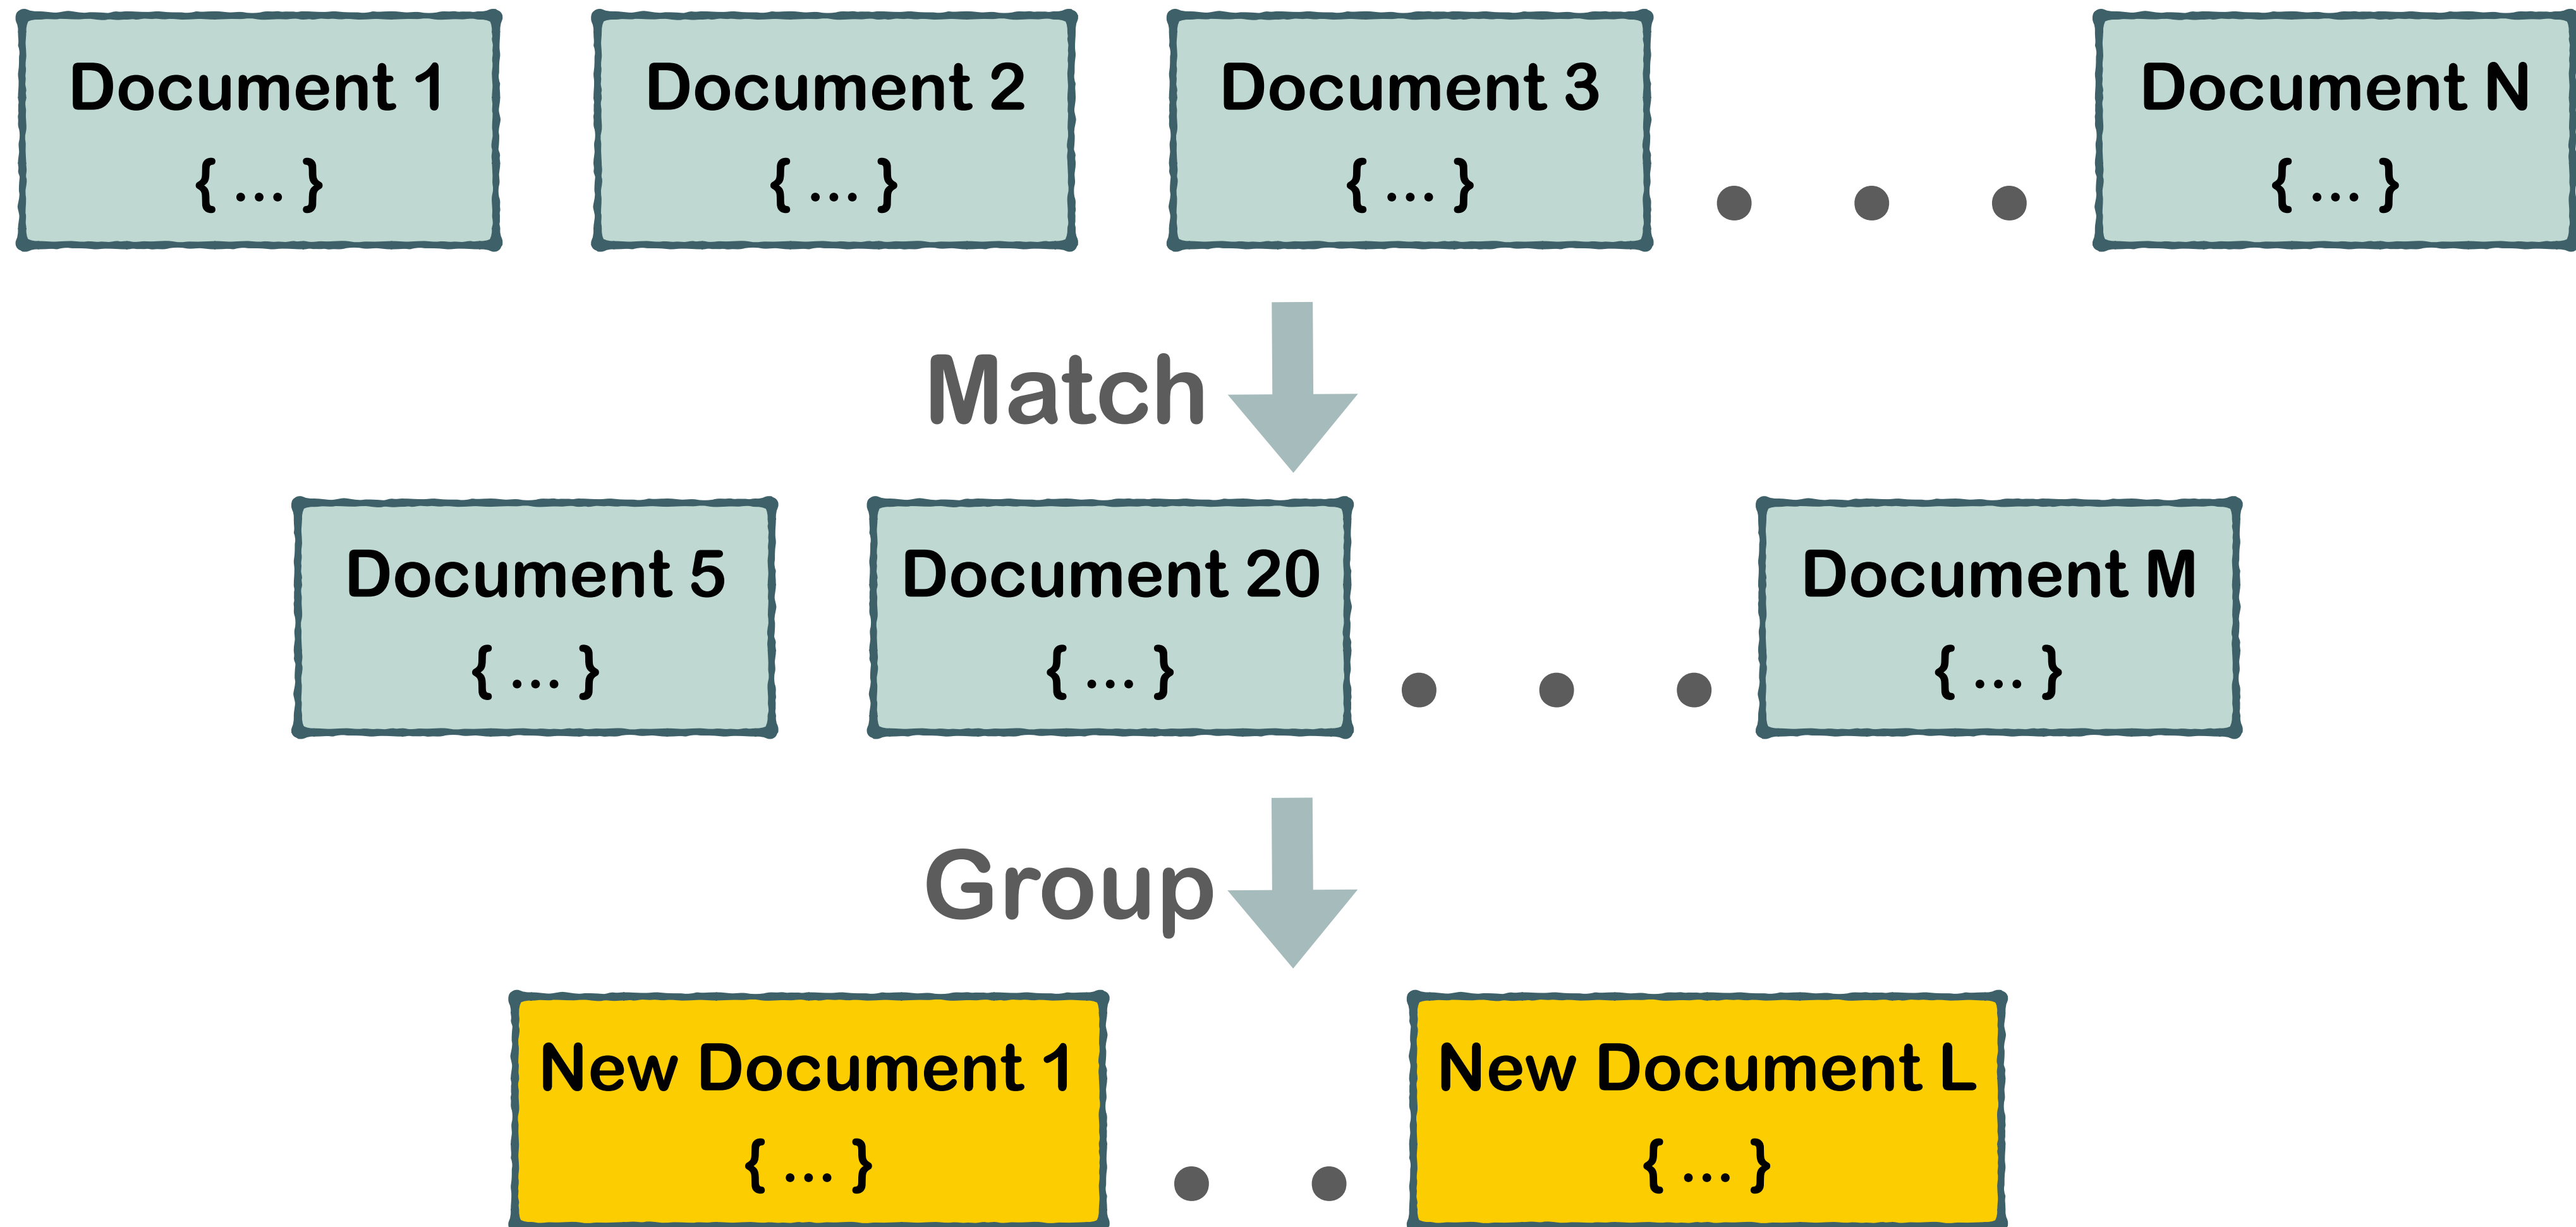 Document 1
{ ... }
Document 2
{ ... }
Document 3
{ ... }
Document N
{ ... }
Match
Document 5
{ ... }
Document 20
{ ... }
Document M
{ ... }
Group
New Document 1
{ ... }
New Document L
{ ... }